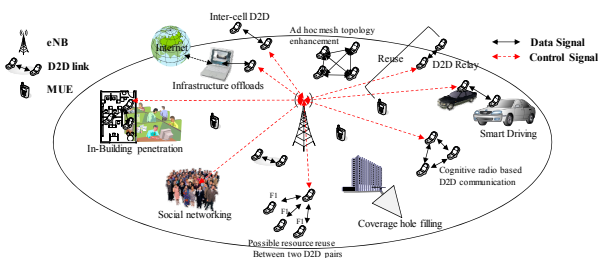 Inter-cell D2D
Ad hoc mesh topology
enhancement
eNB
Internet
Reuse
Data Signal
D2D link
D2D Relay
Control Signal
MUE
Infrastructure offloads
Smart Driving
In-Building penetration
Cognitive radio based
D2D communication
Social networking
F1
F1
F1
Coverage hole filling
Possible resource reuse
Between two D2D pairs